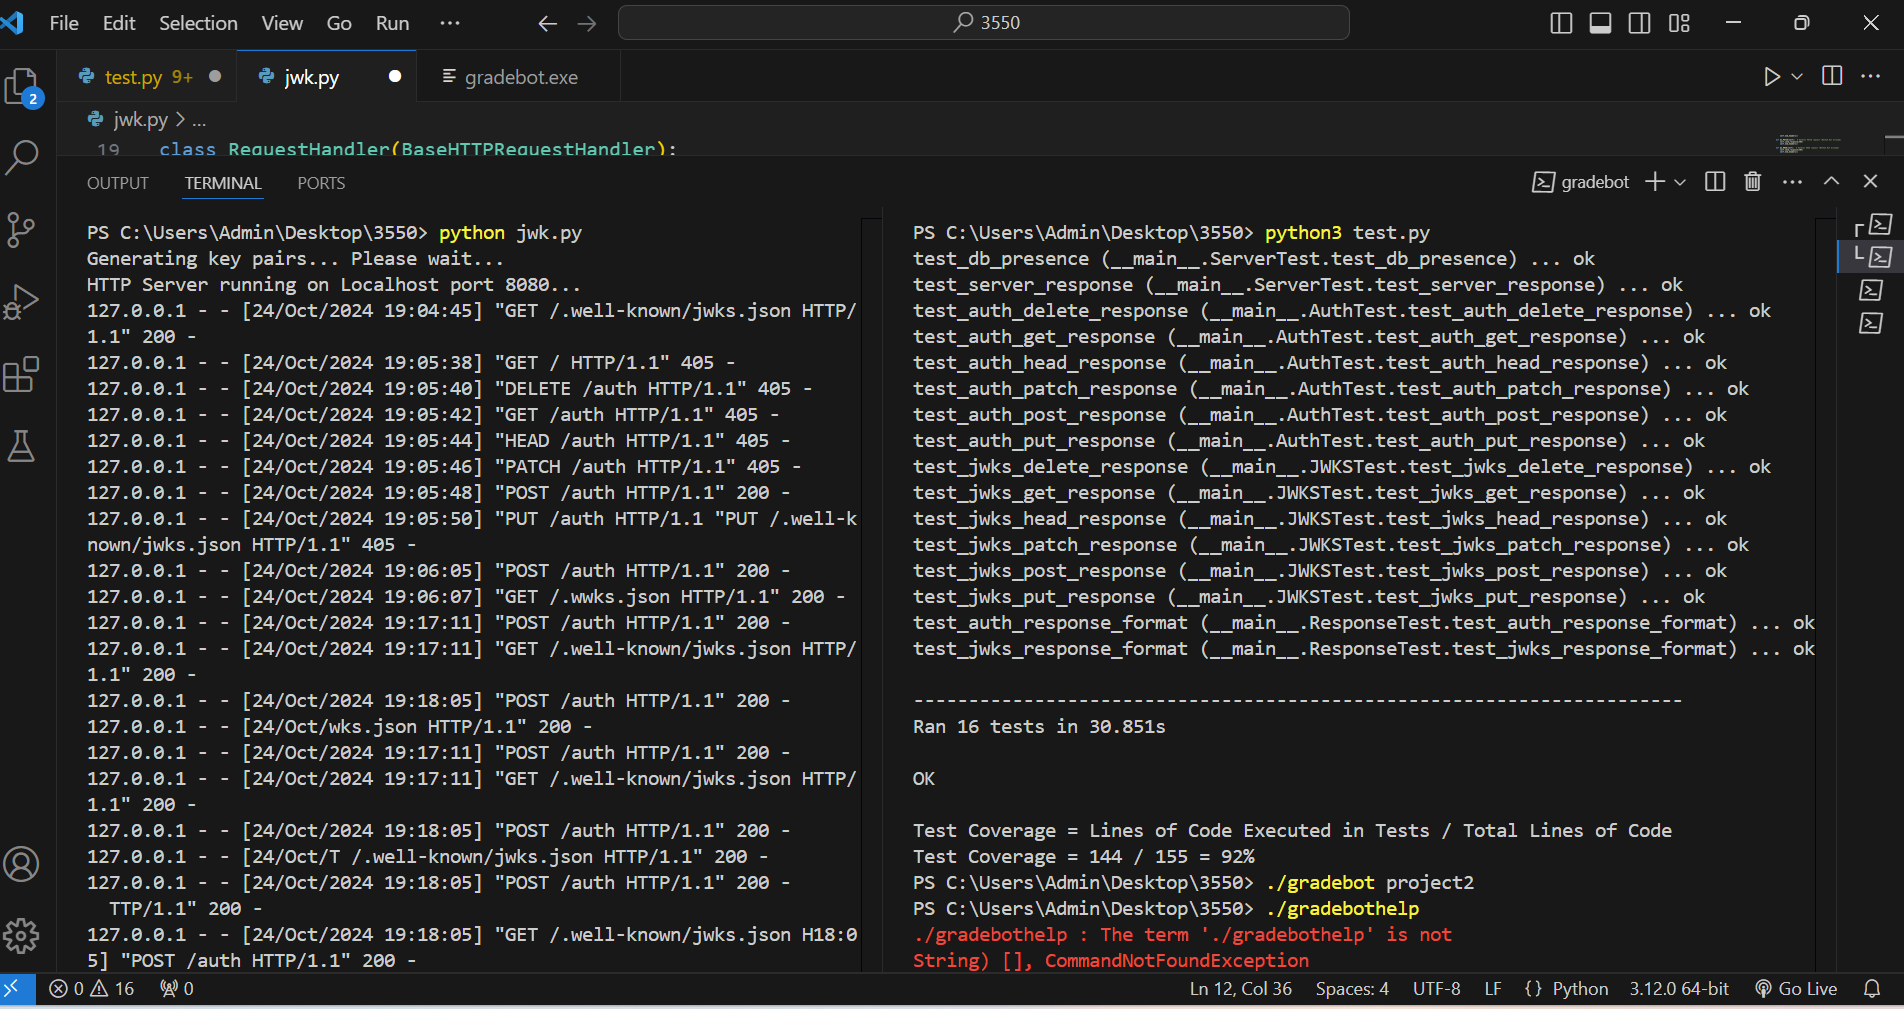 File Edit Selection View Go Run ··· 3550
test.py 9+ jwk.py gradebot.exe
2
jwk.py > ...
19 class RequestHandler(BaseHTTPRequestHandler):
OUTPUT TERMINAL PORTS gradebot
PS C:\Users\Admin\Desktop\3550> python jwk.py
Generating key pairs... Please wait...
HTTP Server running on Localhost port 8080...
127.0.0.1 - - [24/Oct/2024 19:04:45] "GET /.well-known/jwks.json HTTP/
1.1" 200 -
127.0.0.1 - - [24/Oct/2024 19:05:38] "GET / HTTP/1.1" 405 -
127.0.0.1 - - [24/Oct/2024 19:05:40] "DELETE /auth HTTP/1.1" 405 -
127.0.0.1 - - [24/Oct/2024 19:05:42] "GET /auth HTTP/1.1" 405 -
127.0.0.1 - - [24/Oct/2024 19:05:44] "HEAD /auth HTTP/1.1" 405 -
127.0.0.1 - - [24/Oct/2024 19:05:46] "PATCH /auth HTTP/1.1" 405 -
127.0.0.1 - - [24/Oct/2024 19:05:48] "POST /auth HTTP/1.1" 200 -
127.0.0.1 - - [24/Oct/2024 19:05:50] "PUT /auth HTTP/1.1 "PUT /.well-k
nown/jwks.json HTTP/1.1" 405 -
127.0.0.1 - - [24/Oct/2024 19:06:05] "POST /auth HTTP/1.1" 200 -
127.0.0.1 - - [24/Oct/2024 19:06:07] "GET /.wwks.json HTTP/1.1" 200 -
127.0.0.1 - - [24/Oct/2024 19:17:11] "POST /auth HTTP/1.1" 200 -
127.0.0.1 - - [24/Oct/2024 19:17:11] "GET /.well-known/jwks.json HTTP/
1.1" 200 -
127.0.0.1 - - [24/Oct/2024 19:18:05] "POST /auth HTTP/1.1" 200 -
127.0.0.1 - - [24/Oct/wks.json HTTP/1.1" 200 -
127.0.0.1 - - [24/Oct/2024 19:17:11] "POST /auth HTTP/1.1" 200 -
127.0.0.1 - - [24/Oct/2024 19:17:11] "GET /.well-known/jwks.json HTTP/
1.1" 200 -
127.0.0.1 - - [24/Oct/2024 19:18:05] "POST /auth HTTP/1.1" 200 -
127.0.0.1 - - [24/Oct/T /.well-known/jwks.json HTTP/1.1" 200 -
127.0.0.1 - - [24/Oct/2024 19:18:05] "POST /auth HTTP/1.1" 200 -
TTP/1.1" 200 -
127.0.0.1 - - [24/Oct/2024 19:18:05] "GET /.well-known/jwks.json H18:0
5] "POST /auth HTTP/1.1" 200 -
PS C:\Users\Admin\Desktop\3550> python3 test.py
test_db_presence (__main__.ServerTest.test_db_presence) ... ok
test_server_response (__main__.ServerTest.test_server_response) ... ok
test_auth_delete_response (__main__.AuthTest.test_auth_delete_response) ... ok
test_auth_get_response (__main__.AuthTest.test_auth_get_response) ... ok
test_auth_head_response (__main__.AuthTest.test_auth_head_response) ... ok
test_auth_patch_response (__main__.AuthTest.test_auth_patch_response) ... ok
test_auth_post_response (__main__.AuthTest.test_auth_post_response) ... ok
test_auth_put_response (__main__.AuthTest.test_auth_put_response) ... ok
test_jwks_delete_response (__main__.JWKSTest.test_jwks_delete_response) ... ok
test_jwks_get_response (__main__.JWKSTest.test_jwks_get_response) ... ok
test_jwks_head_response (__main__.JWKSTest.test_jwks_head_response) ... ok
test_jwks_patch_response (__main__.JWKSTest.test_jwks_patch_response) ... ok
test_jwks_post_response (__main__.JWKSTest.test_jwks_post_response) ... ok
test_jwks_put_response (__main__.JWKSTest.test_jwks_put_response) ... ok
test_auth_response_format (__main__.ResponseTest.test_auth_response_format) ... ok
test_jwks_response_format (__main__.ResponseTest.test_jwks_response_format) ... ok
----------------------------------------------------------------------
Ran 16 tests in 30.851s
OK
Test Coverage = Lines of Code Executed in Tests / Total Lines of Code
Test Coverage = 144 / 155 = 92%
PS C:\Users\Admin\Desktop\3550> ./gradebot project2
PS C:\Users\Admin\Desktop\3550> ./gradebothelp
./gradebothelp : The term './gradebothelp' is not
String) [], CommandNotFoundException
0 16 0 Ln 12, Col 36 Spaces: 4 UTF-8 LF {} Python 3.12.0 64-bit Go Live